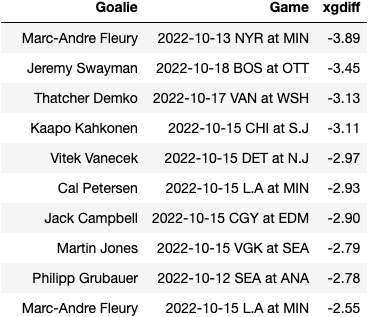 Goalie Game xgdiff
Marc-Andre Fleury 2022-10-13 NYR at MIN -3.89
Jeremy Swayman 2022-10-18 BOS at OTT -3.45
Thatcher Demko 2022-10-17 VAN at WSH -3.13
Kaapo Kahkonen 2022-10-15 CHI at S.J -3.11
Vitek Vanecek 2022-10-15 DET at N.J -2.97
Cal Petersen 2022-10-15 L.A at MIN -2.93
Jack Campbell 2022-10-15 CGY at EDM -2.90
Martin Jones 2022-10-15 VGK at SEA -2.79
Philipp Grubauer 2022-10-12 SEA at ANA -2.78
Marc-Andre Fleury 2022-10-15 L.A at MIN -2.55